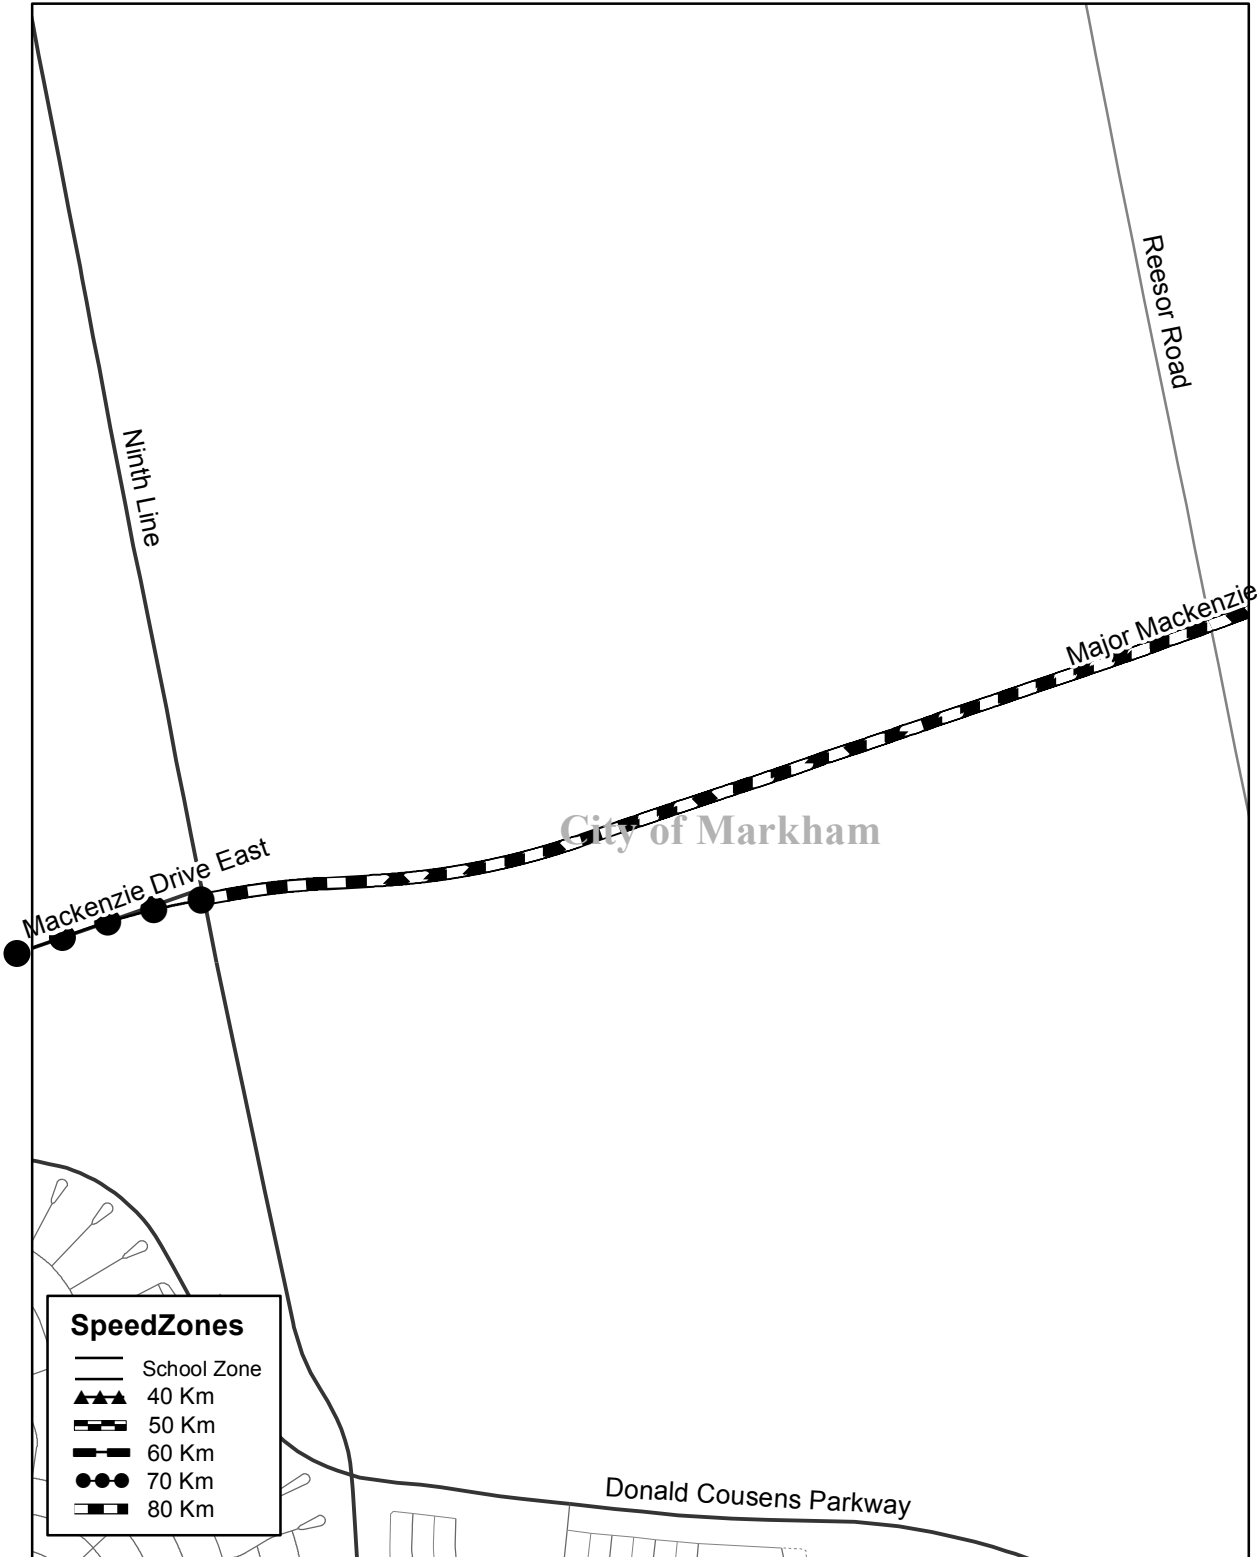 Reesor Road
Ninth Line
Major Mackenzie
City of Markham
Mackenzie Drive East
SpeedZones
School Zone
40 Km
50 Km
60 Km
70 Km
80 Km
Donald Cousens Parkway